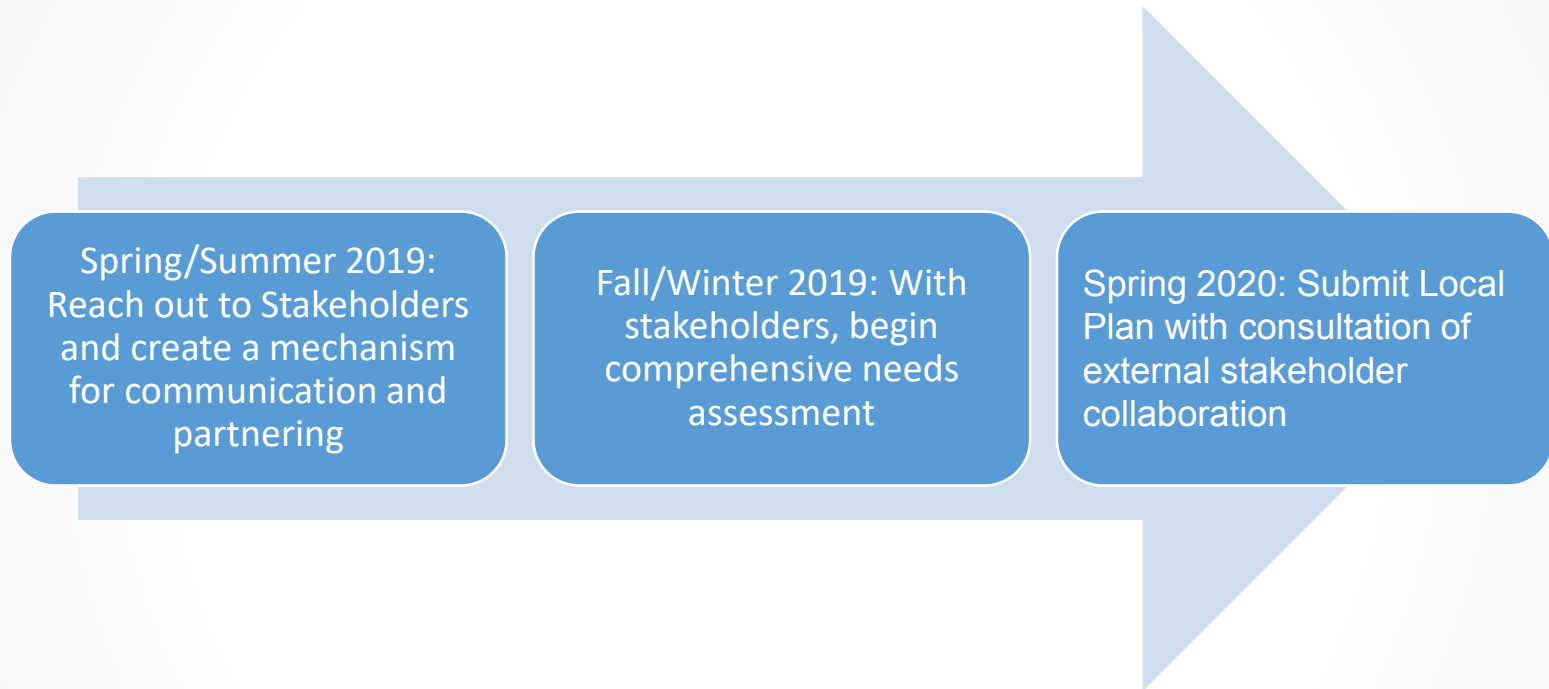 Spring/Summer 2019:
Reach out to Stakeholders
and create a mechanism
for communication and
partnering
Fall/Winter 2019: With
stakeholders, begin
comprehensive needs
assessment
Spring 2020: Submit Local
Plan with consultation of
external stakeholder
collaboration